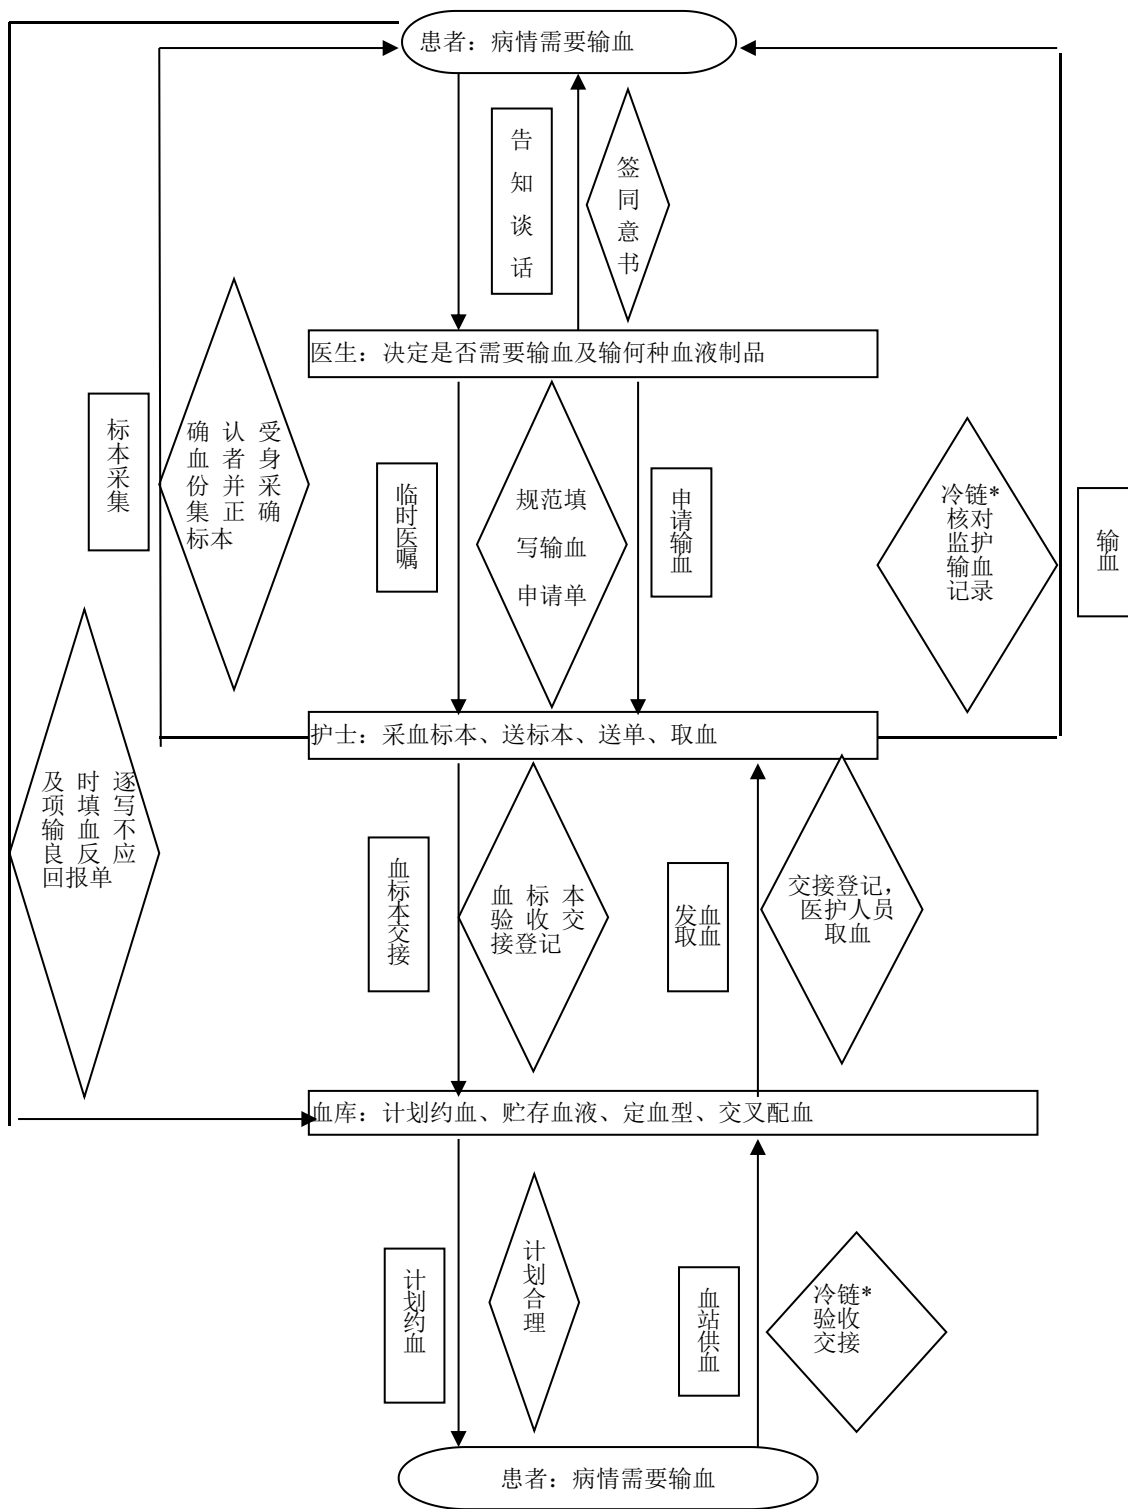 患者：病情需要输血
告
知
谈
话
签
同
意
书
医生：决定是否需要输血及输何种血液制品
标
本
采
集
确 认 受
血 者 身
份 并 采
集 正 确
标本
临
时
医
嘱
规范填
写输血
申请单
申
请
输
血
冷链*
核对
监护
输血
记录
输
血
护士：采血标本、送标本、送单、取血
及 时 逐
项 填 写
输 血 不
良 反 应
回报单
血
标
本
交
接
血 标 本
验 收 交
接登记
发血
取血
交接登记，
医护人员
取血
血库：计划约血、贮存血液、定血型、交叉配血
计
划
约
血
计
划
合
理
血
站
供
血
冷链*
验收
交接
患者：病情需要输血